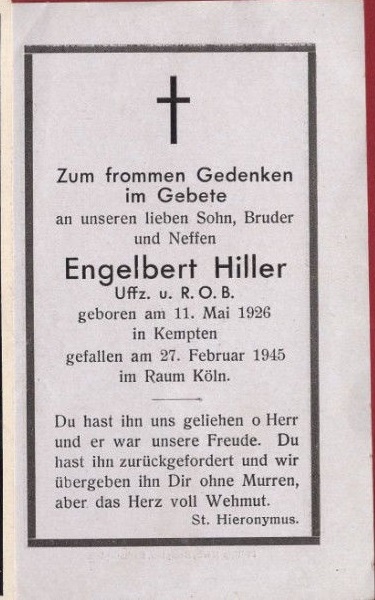 Zum frommen Gedenken
im Gebete
an unseren lieben Sohn, Bruder
und Neffen
Engelbert Hiller
Uffz. u. R. O. B.
geboren am 11. Mai 1926
in Kempten
gefallen am 27. Februar 1945
im Raum Köln.
Du hast ihn uns geliehen o Herr
und er war unsere Freude. Du
hast ihn zurückgefordert und wir
übergeben ihn Dir ohne Murren,
aber das Herz voll Wehmut.
St. Hieronymus.